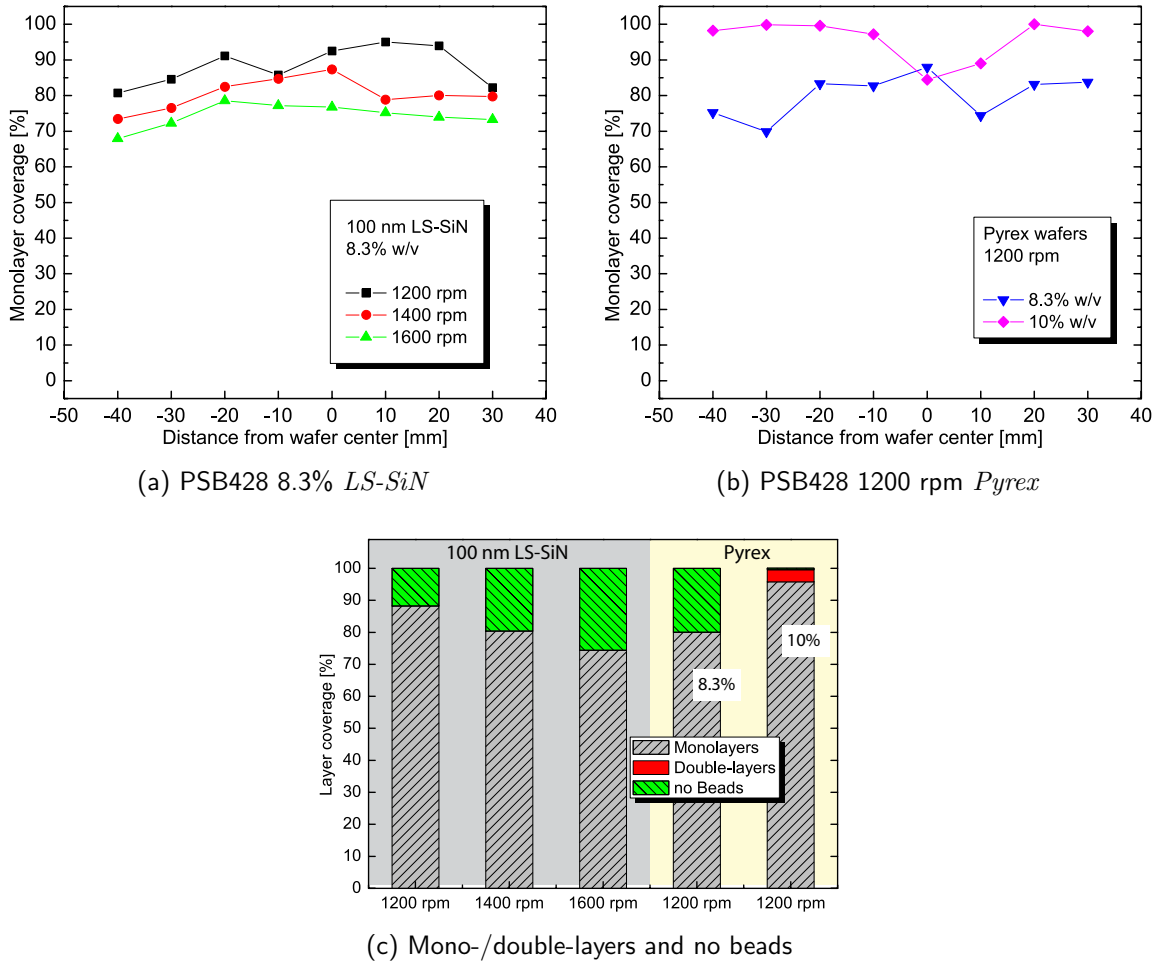 100
90
80
70
60
50
40
30
20
10
0
Monolayer coverage [%]
100 nm LS-SiN
8.3% w/v
1200 rpm
1400 rpm
1600 rpm
-50 -40 -30 -20 -10 0 10 20 30 40
Distance from wafer center [mm]
(a) PSB428 8.3% LS-SiN
100
90
80
70
60
50
40
30
20
10
0
Monolayer coverage [%]
Pyrex wafers
1200 rpm
8.3% w/v
10% w/v
-50 -40 -30 -20 -10 0 10 20 30 40
Distance from wafer center [mm]
(b) PSB428 1200 rpm Pyrex
100 nm LS-SiN Pyrex
100
90
80
70
60
50
40
30
20
10
0
Layer coverage [%]
10%
8.3%
Monolayers
Double-layers
no Beads
1200 rpm 1400 rpm 1600 rpm 1200 rpm 1200 rpm
(c) Mono-/double-layers and no beads